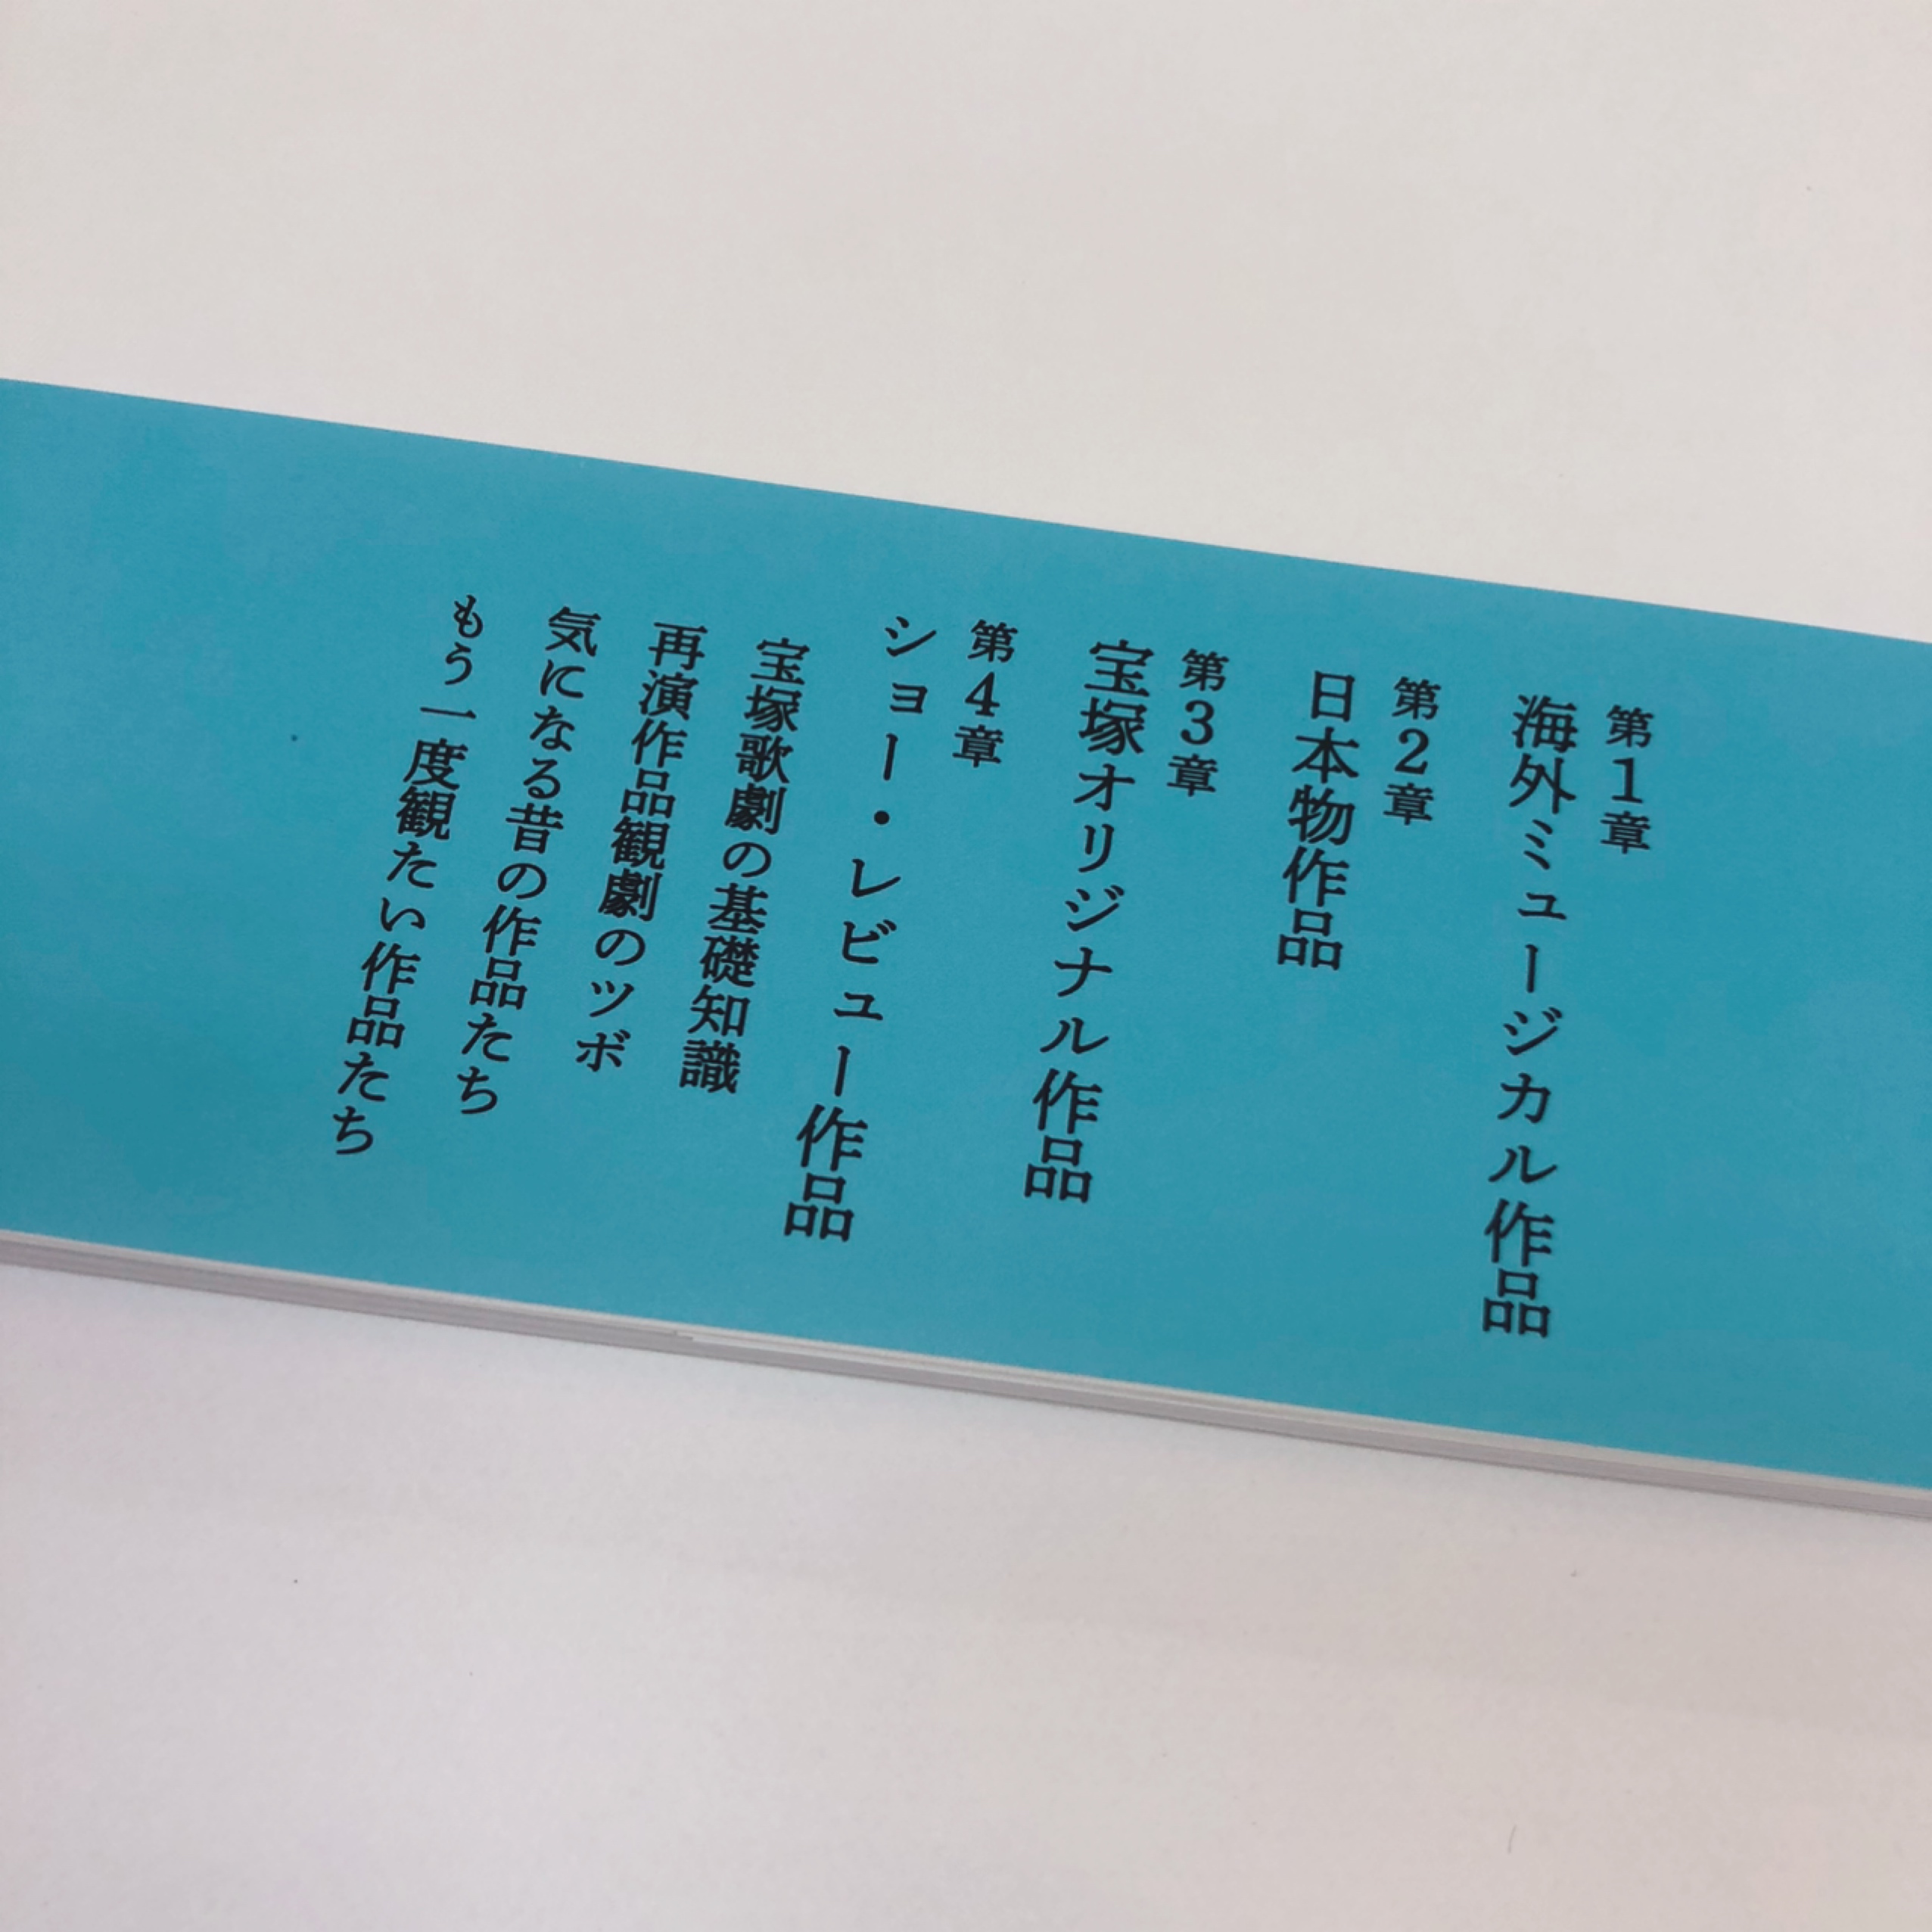 第1章
海外ミュージカル作品
第2章
日本物作品
第3章
宝塚オリジナル作品
第4章
ショー・レビュー作品
宝塚歌劇の基礎知識
再演作品観劇のツボ
気になる昔の作品たち
もう一度観たい作品たち